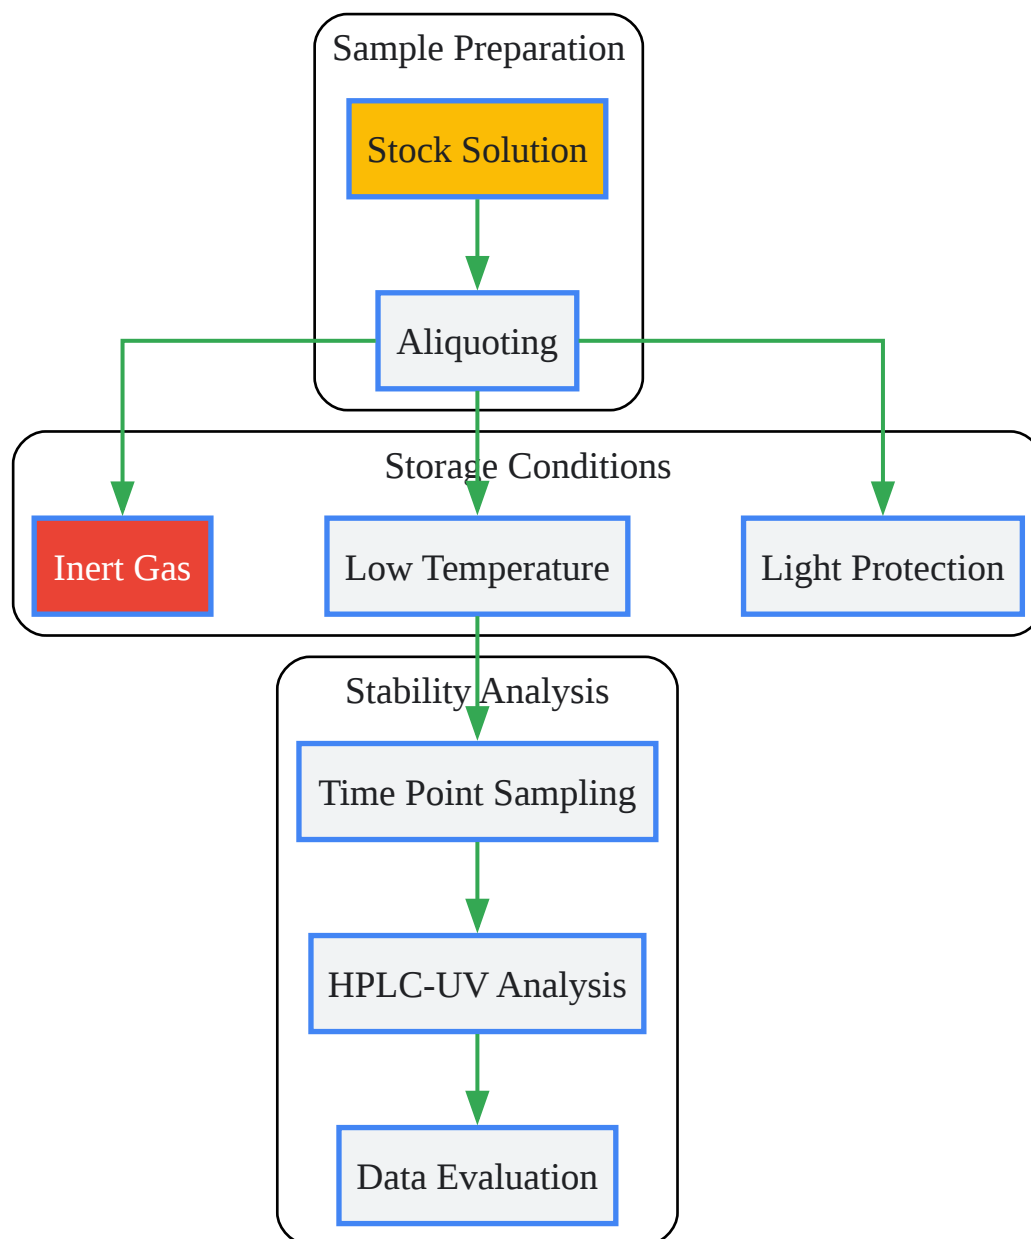 Sample Preparation
Stock Solution
Aliquoting
Storage Conditions
Inert Gas
Low Temperature
Light Protection
Stability Analysis
Time Point Sampling
HPLC-UV Analysis
Data Evaluation